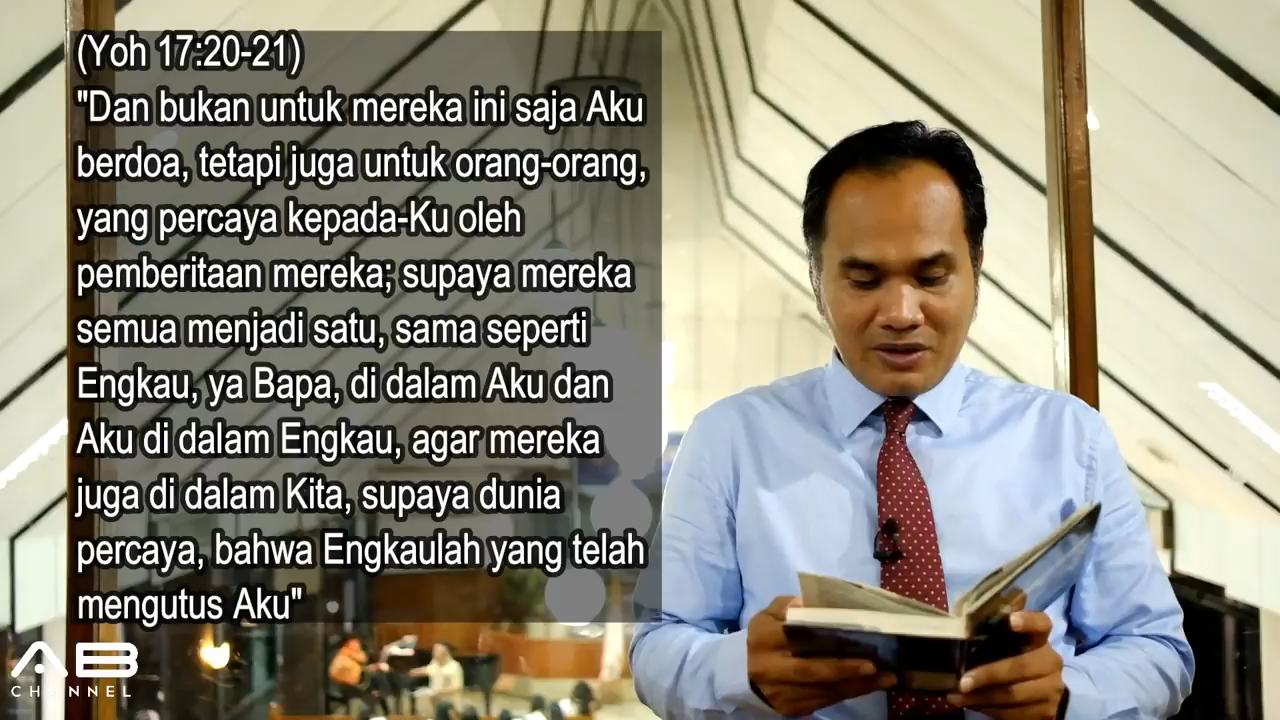 (Yoh 17:20-21)
"Dan bukan untuk mereka ini saja Aku
berdoa, tetapi juga untuk orang-orang,
yang percaya kepada-Ku oleh
pemberitaan mereka; supaya mereka
semua menjadi satu, sama seperti
Engkau, ya Bapa, di dalam Aku dan
Aku di dalam Engkau, agar mereka
juga di dalam Kita, supaya dunia
percaya, bahwa Engkaulah yang telah
mengutus Aku"
AB
CHANNEL